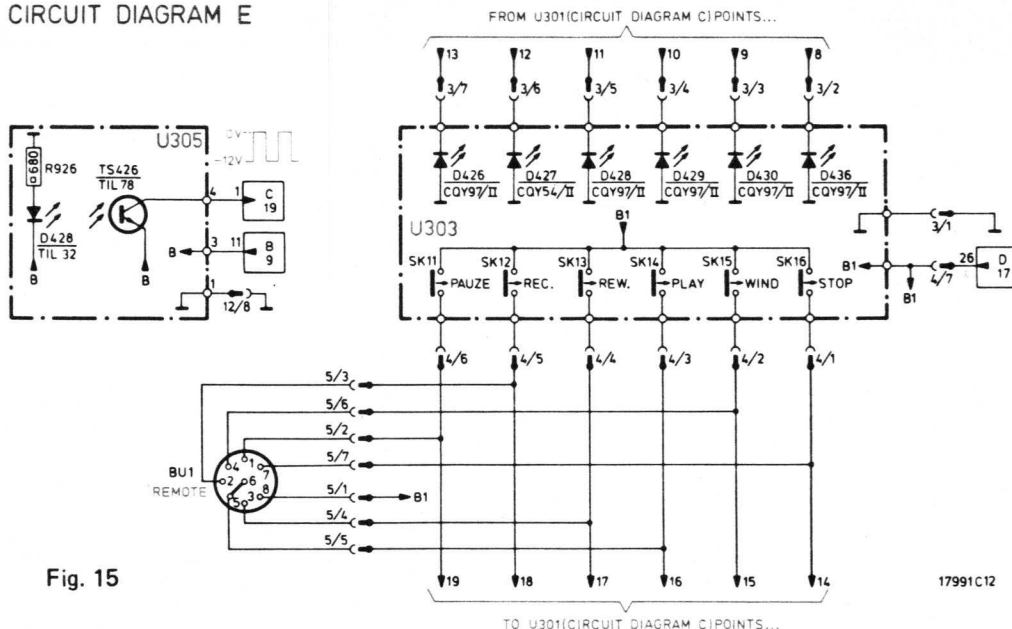 CIRCUIT DIAGRAM E
FROM U301(CIRCUIT DIAGRAM C)POINTS...
13 12 11 10 9 8
3/7 3/6 3/5 3/4 3/3 3/2
U305
0V
-12V
680
R926
TS426
TIL 78
D428
TIL 32
B
B
4 1 C
19
B 3 11 B
9
1
12/8
D426
CQY97/II
D427
CQY54/II
D428
CQY97/II
D429
CQY97/II
D430
CQY97/II
D436
CQY97/II
U303
B1
3/1
SK11 SK12 SK13 SK14 SK15 SK16
PAUZE REC. REW. PLAY WIND STOP
B1 26 D
17
4/7
B1
4/6 4/5 4/4 4/3 4/2 4/1
5/3
5/6
5/2
5/7
5/1 B1
5/4
5/5
BU1
REMOTE
4 1 7
2 6 8
5 3
19 18 17 16 15 14
Fig. 15
17991C12
TO U301(CIRCUIT DIAGRAM C)POINTS...